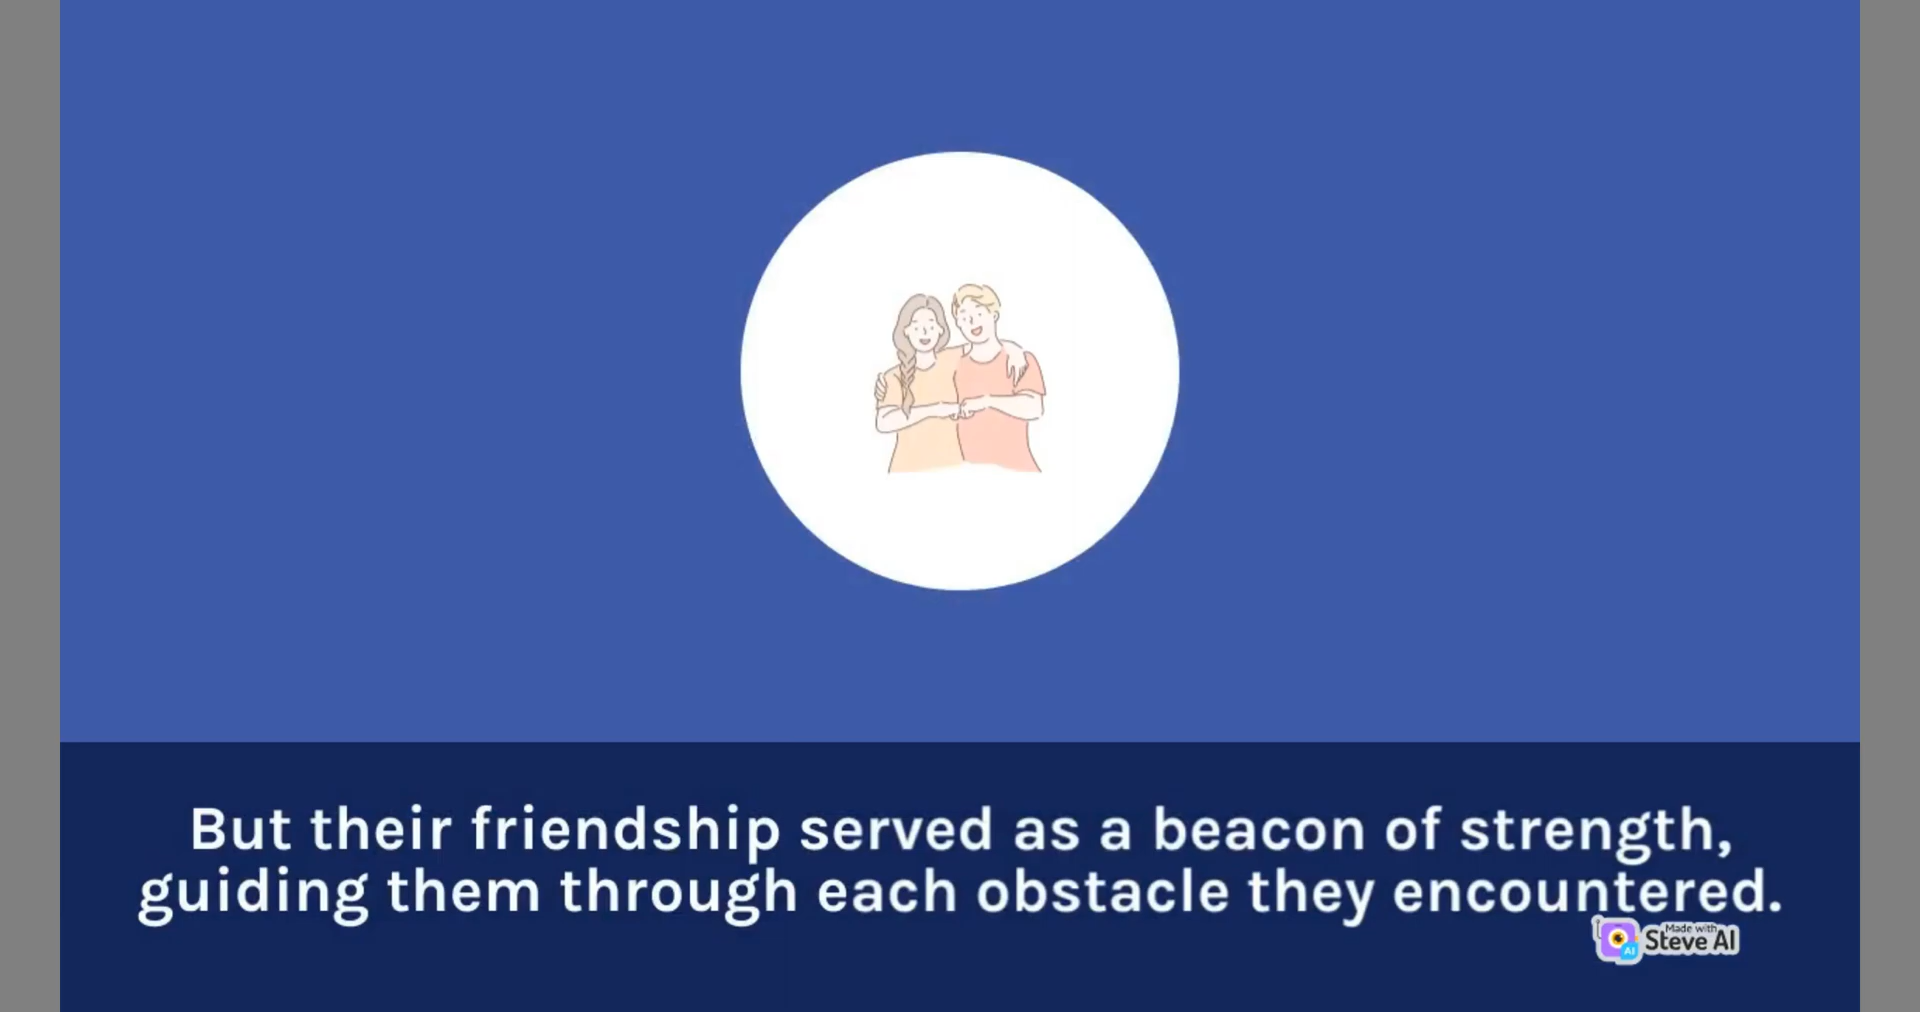 But their friendship served as a beacon of strength,
guiding them through each obstacle they encountered.
Made with
Steve AI
AI